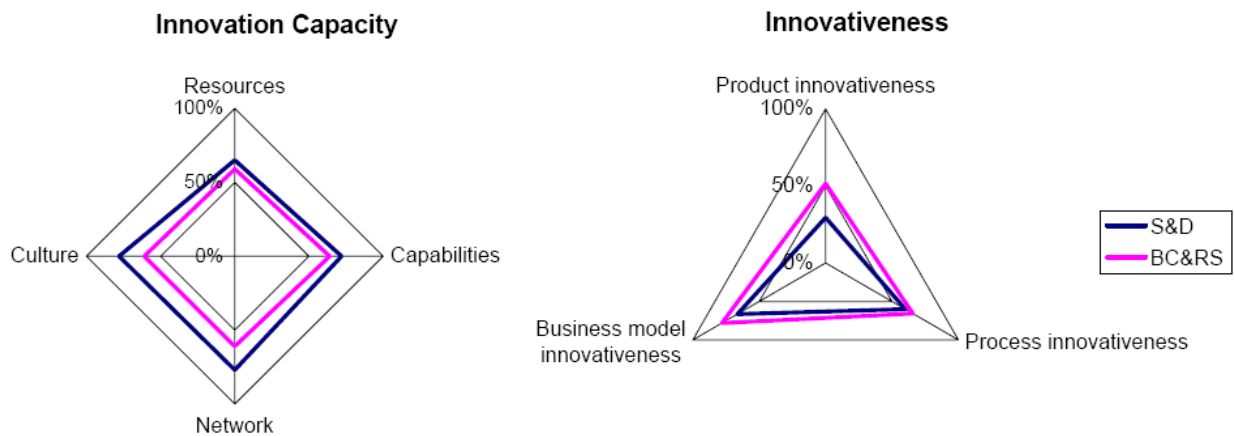 Innovation Capacity
Resources
100%
50%
Culture
0%
Capabilities
Network
Innovativeness
Product innovativeness
100%
50%
0%
Business model
innovativeness
Process innovativeness
S&D
BC&RS